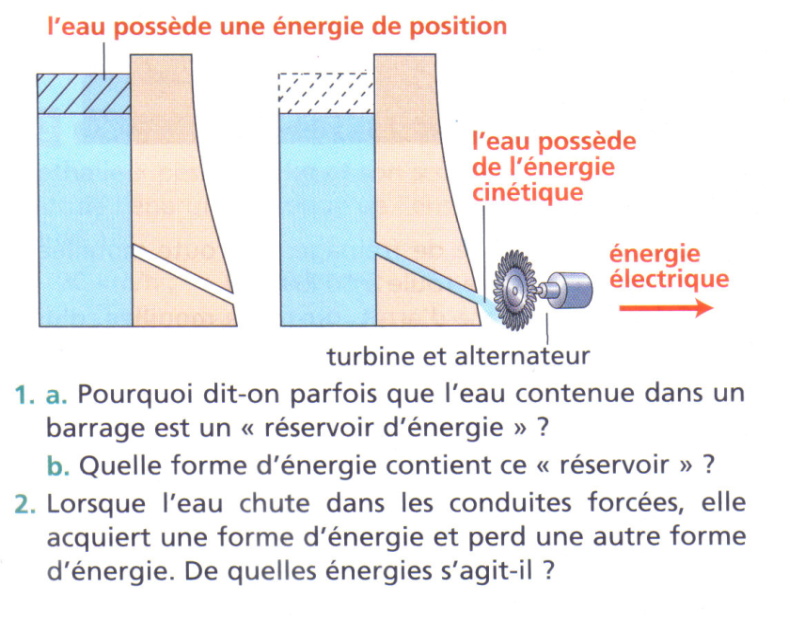 l'eau possède une énergie de position
l'eau possède
de l'énergie
cinétique
énergie
électrique
turbine et alternateur
1. a. Pourquoi dit-on parfois que l'eau contenue dans un
barrage est un « réservoir d'énergie » ?
b. Quelle forme d'énergie contient ce « réservoir » ?
2. Lorsque l'eau chute dans les conduites forcées, elle
acquiert une forme d'énergie et perd une autre forme
d'énergie. De quelles énergies s'agit-il ?